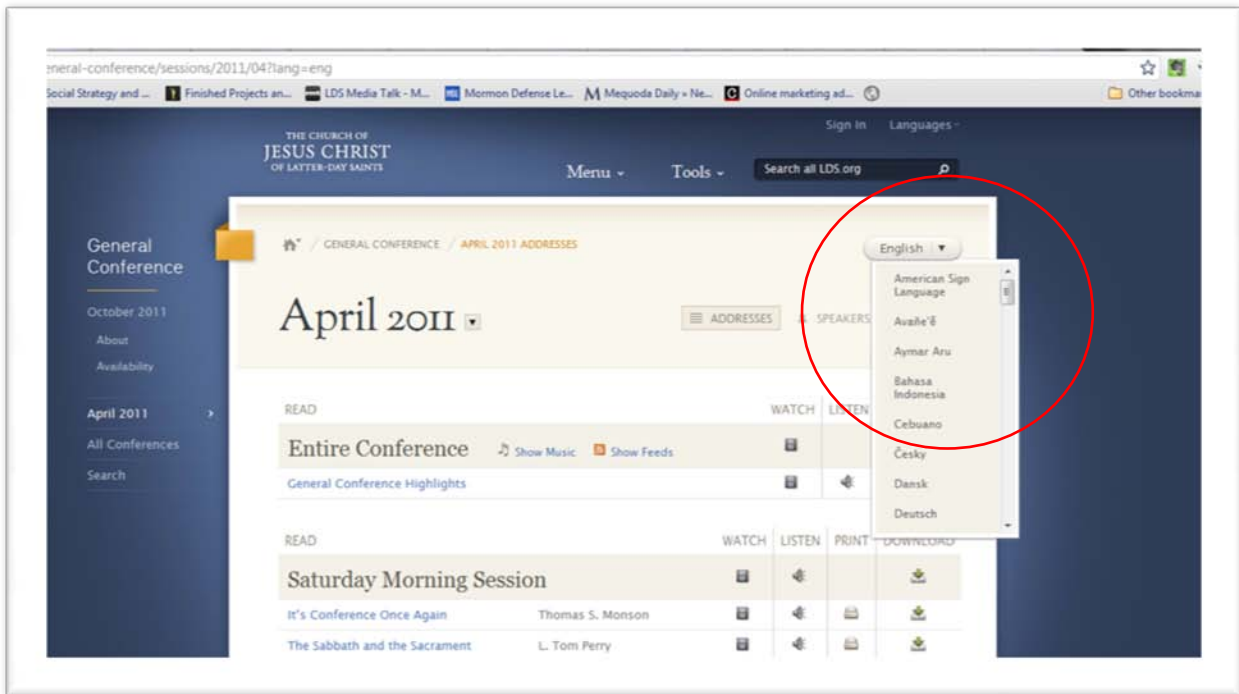 eneral-conference/sessions/2011/04?lang=eng
Social Strategy and ... Finished Projects an... LDS Media Talk - M... Mormon Defense Le... Mequoda Daily » Ne... Online marketing ad...
Other bookma
THE CHURCH OF
JESUS CHRIST
OF LATTER-DAY SAINTS
Sign In Languages
Menu Tools Search all LDS.org
General
Conference
October 2011
About
Availability
April 2011 >
All Conferences
Search
/ GENERAL CONFERENCE / APRIL 2011 ADDRESSES
English
April 2011
ADDRESSES SPEAKERS
American Sign
Language
Avañe'ẽ
Aymar Aru
Bahasa
Indonesia
Cebuano
Česky
Dansk
Deutsch
READ WATCH LISTEN
Entire Conference Show Music Show Feeds
General Conference Highlights
READ WATCH LISTEN PRINT DOWNLOAD
Saturday Morning Session
It's Conference Once Again Thomas S. Monson
The Sabbath and the Sacrament L. Tom Perry